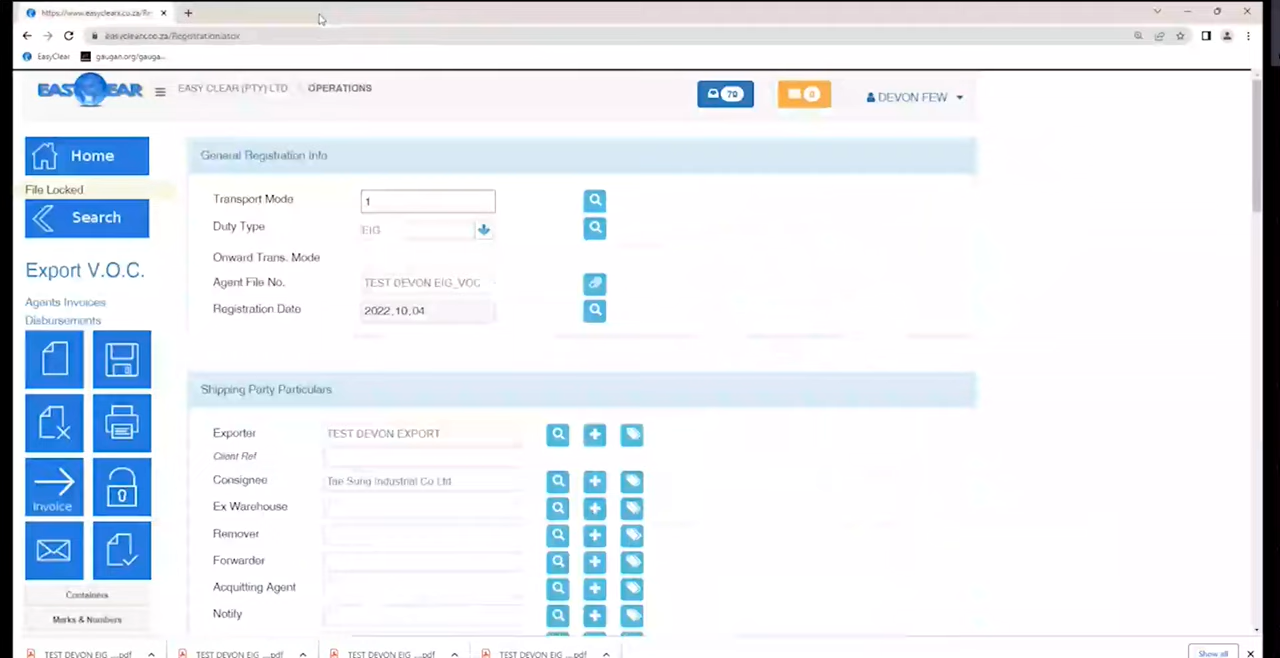 https://www.easyclearx.co.za/Re
easyclearx.co.za/Registration.aspx
EasyClear
gaugan.org/gauga...
EAS CLEAR
EASY CLEAR (PTY) LTD
OPERATIONS
70
0
DEVON FEW
Home
File Locked
Search
Export V.O.C.
Agents Invoices
Disbursements
Invoice
Containers
Marks & Numbers
General Registration Info
Transport Mode 1
Duty Type EIG
Onward Trans. Mode
Agent File No. TEST DEVON EIG_VOC
Registration Date 2022.10.04
Shipping Party Particulars
Exporter TEST DEVON EXPORT
Client Ref
Consignee Tae Sung Industrial Co Ltd
Ex Warehouse
Remover
Forwarder
Acquitting Agent
Notify
TEST DEVON EIG ....pdf
TEST DEVON EIG ....pdf
TEST DEVON EIG ....pdf
TEST DEVON EIG ....pdf
Show all